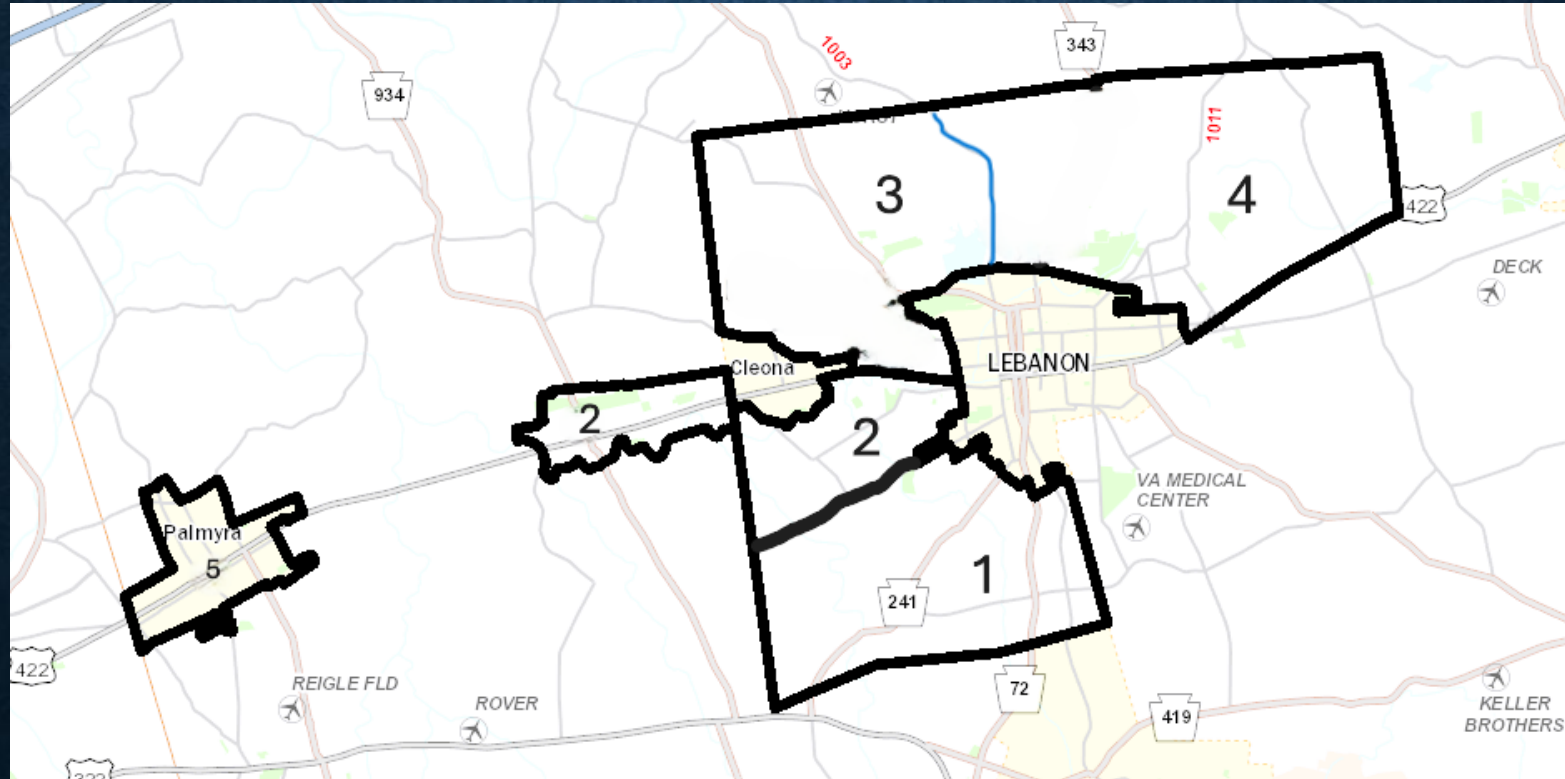 343
1003
934
1011
3
4
422
DECK
Cleona
LEBANON
2
2
VA MEDICAL
CENTER
Palmyra
5
1
241
422
REIGLE FLD
ROVER
72
419
KELLER
BROTHERS